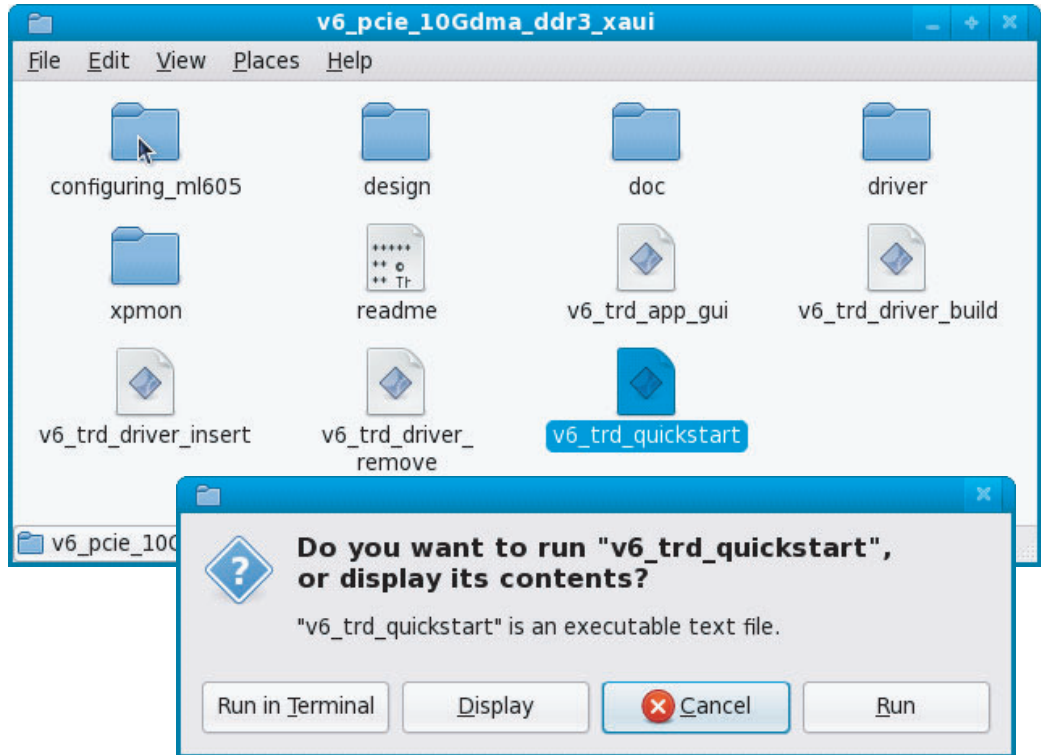 v6_pcie_10Gdma_ddr3_xaui
File Edit View Places Help
configuring_ml605 design doc driver
xpmon readme v6_trd_app_gui v6_trd_driver_build
v6_trd_driver_insert v6_trd_driver_
remove v6_trd_quickstart
v6_pcie_10G
Do you want to run "v6_trd_quickstart",
or display its contents?
"v6_trd_quickstart" is an executable text file.
Run in Terminal Display Cancel Run